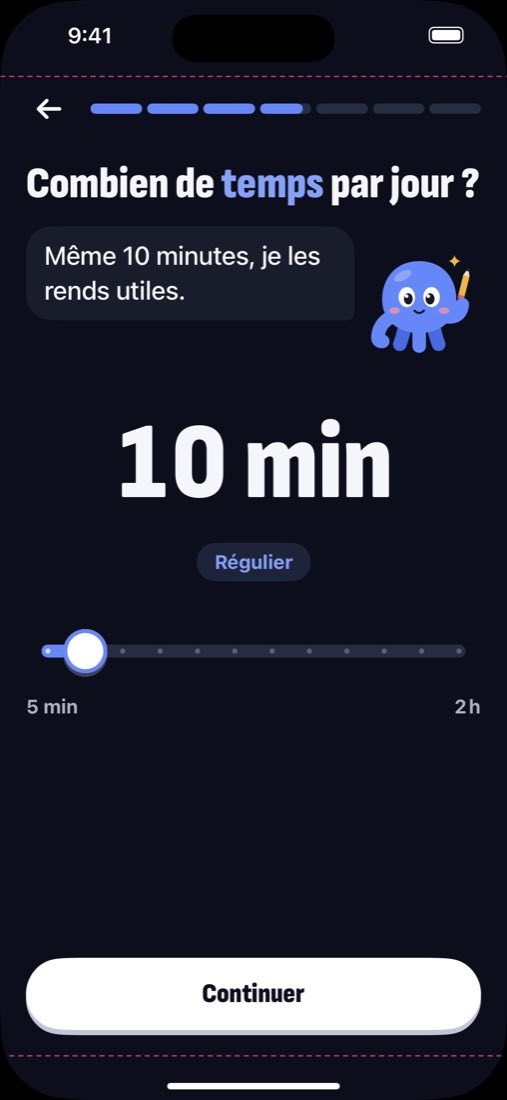 9:41
Combien de temps par jour ?
Même 10 minutes, je les
rends utiles.
10 min
Régulier
5 min
2 h
Continuer